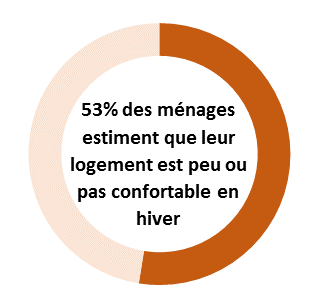 53% des ménages
estiment que leur
logement est peu ou
pas confortable en
hiver